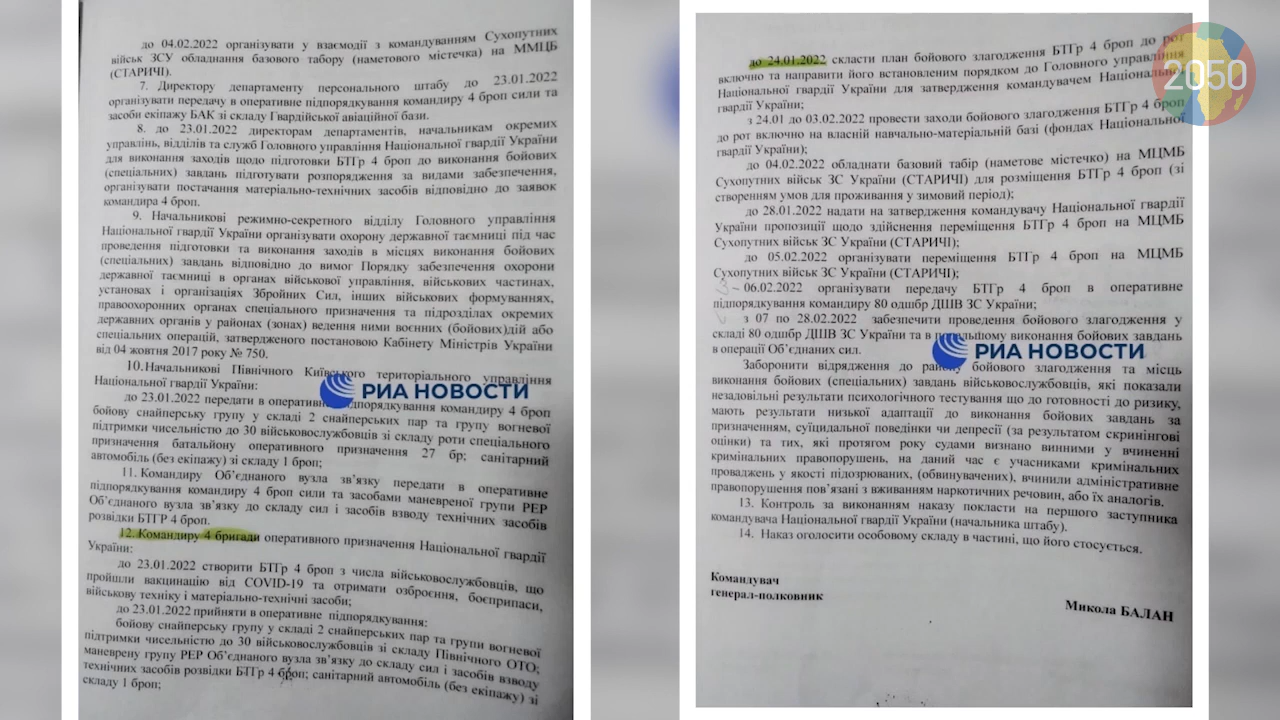 до 04.02.2022 організувати у взаємодії з командуванням Сухопутних
військ ЗСУ обладнання базового табору (наметового містечка) на ММЦБ
(СТАРИЧІ).
7. Директору департаменту персонального штабу до 23.01.2022
організувати передачу в оперативне підпорядкування командиру 4 броп сили та
засоби екіпажу БАК зі складу Гвардійської авіаційної бази.
8. до 23.01.2022 директорам департаментів, начальникам окремих
управлінь, відділів та служб Головного управління Національної гвардії України
для виконання заходів щодо підготовки БТГр 4 броп до виконання бойових
(спеціальних) завдань підготувати розпорядження за видами забезпечення,
організувати постачання матеріально-технічних засобів відповідно до заявок
командира 4 броп.
9. Начальникові режимно-секретного відділу Головного управління
Національної гвардії України організувати охорону державної таємниці під час
проведення підготовки та виконання заходів в місцях виконання бойових
(спеціальних) завдань відповідно до вимог Порядку забезпечення охорони
державної таємниці в органах військової управління, військових частинах,
установах і організаціях Збройних Сил, інших військових формуваннях,
правоохоронних органах спеціального призначення та підрозділах окремих
державних органів у районах (зонах) ведення ними воєнних (бойових)дій або
спеціальних операцій, затвердженого постановою Кабінету Міністрів України
від 04 жовтня 2017 року № 750.
10. Начальникові Північного Київського територіального управління
Національної гвардії України:
до 23.01.2022 передати в оперативне підпорядкування командиру 4 броп
бойову снайперську групу у складі 2 снайперських пар та групу вогневої
підтримки чисельністю до 30 військовослужбовців зі складу роти спеціального
призначення батальйону оперативного призначення 27 бр; санітарний
автомобіль (без екіпажу) зі складу 1 броп;
11. Командиру Об’єднаного вузла зв’язку передати в оперативне
підпорядкування командиру 4 броп сили та засобами маневреної групи РЕР
Об’єднаного вузла зв’язку до складу сил і засобів взводу технічних засобів
розвідки БТГР 4 броп.
12. Командиру 4 бригади оперативного призначення Національної гвардії
України:
до 23.01.2022 створити БТГр 4 броп з числа військовослужбовців, що
пройшли вакцинацію від COVID-19 та отримати озброєння, боєприпаси,
військову техніку і матеріально-технічні засоби;
до 23.01.2022 прийняти в оперативне підпорядкування:
бойову снайперську групу у складі 2 снайперських пар та групи вогневої
підтримки чисельністю до 30 військовослужбовців зі складу Північного ОТО;
маневрену групу РЕР Об’єднаного вузла зв’язку до складу сил і засобів взводу
технічних засобів розвідки БТГр 4 броп; санітарний автомобіль (без екіпажу) зі
складу 1 броп;
РИА НОВОСТИ
до 24.01.2022 скласти план бойового злагодження БТГр 4 броп до рот
включно та направити його встановленим порядком до Головного управління
Національної гвардії України для затвердження командувачем Національної
гвардії України;
з 24.01 до 03.02.2022 провести заходи бойового злагодження БТГр 4 броп
до рот включно на власній навчально-матеріальній базі (фондах Національної
гвардії України);
до 04.02.2022 обладнати базовий табір (наметове містечко) на МЦМБ
Сухопутних військ ЗС України (СТАРИЧІ) для розміщення БТГр 4 броп (зі
створенням умов для проживання у зимовий період);
до 28.01.2022 надати на затвердження командувачу Національної гвардії
України пропозиції щодо здійснення переміщення БТГр 4 броп на МЦМБ
Сухопутних військ ЗС України (СТАРИЧІ);
до 05.02.2022 організувати переміщення БТГр 4 броп на МЦМБ
Сухопутних військ ЗС України (СТАРИЧІ);
06.02.2022 організувати передачу БТГр 4 броп в оперативне
підпорядкування командиру 80 одшбр ДШВ ЗС України;
з 07 по 28.02.2022 забезпечити проведення бойового злагодження у
складі 80 одшбр ДШВ ЗС України та в подальшому виконання бойових завдань
в операції Об’єднаних сил.
Заборонити відрядження до району бойового злагодження та місць
виконання бойових (спеціальних) завдань військовослужбовців, які показали
незадовільні результати психологічного тестування що до готовності до ризику,
мають результати низької адаптації до виконання бойових завдань за
призначенням, суїцидальної поведінки чи депресії (за результатом скринінгові
оцінки) та тих, які протягом року судами визнано винними у вчиненні
кримінальних правопорушень, на даний час є учасниками кримінальних
проваджень у якості підозрюваних, (обвинувачених), вчинили адміністративне
правопорушення пов’язані з вживанням наркотичних речовин, або їх аналогів.
13. Контроль за виконанням наказу покласти на першого заступника
командувача Національної гвардії України (начальника штабу).
14. Наказ оголосити особовому складу в частині, що його стосується.
Командувач
генерал-полковник
Микола БАЛАН
РИА НОВОСТИ
2050